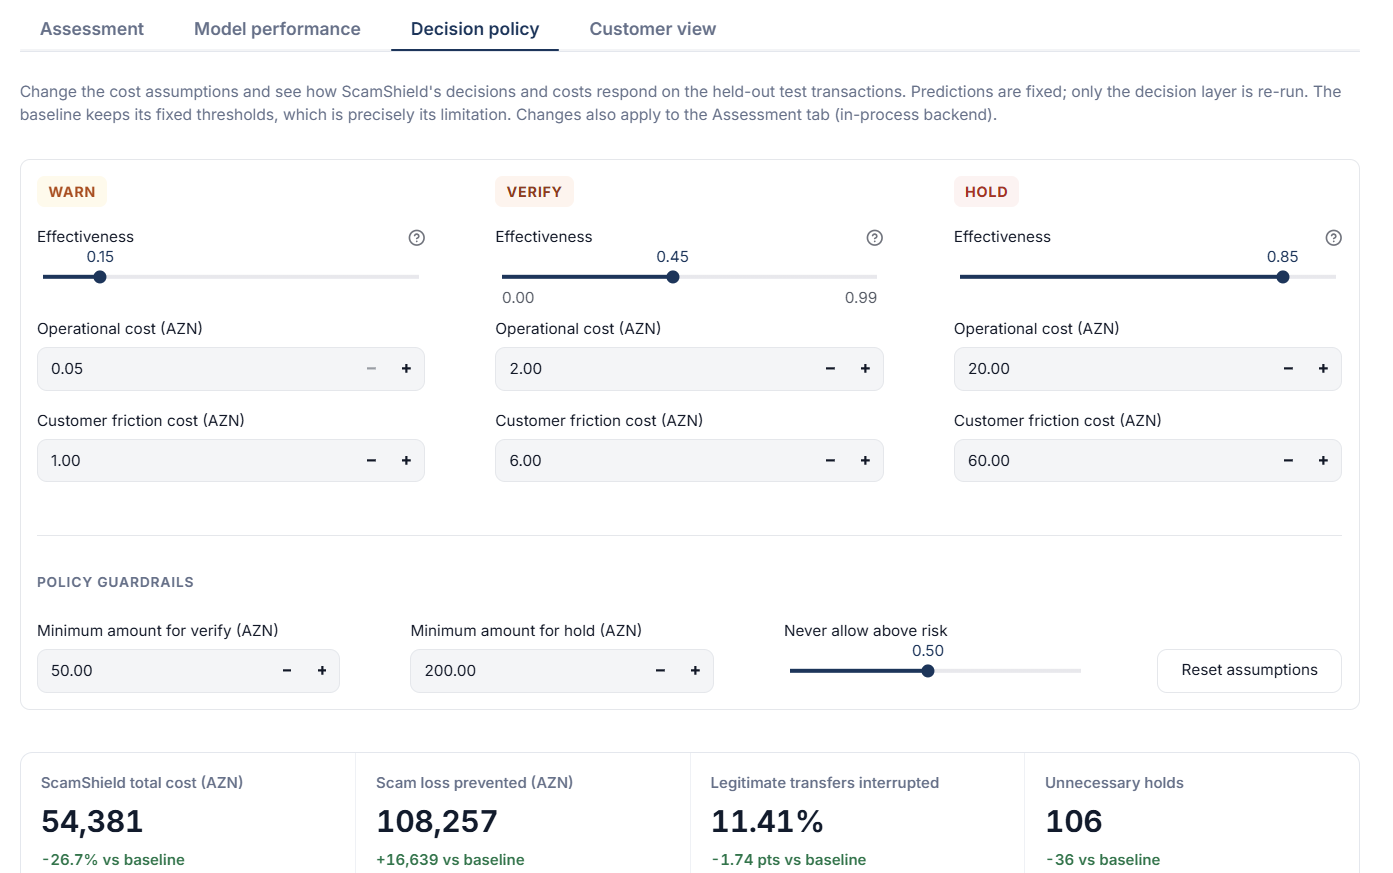 Assessment Model performance Decision policy Customer view
Change the cost assumptions and see how ScamShield's decisions and costs respond on the held-out test transactions. Predictions are fixed; only the decision layer is re-run. The
baseline keeps its fixed thresholds, which is precisely its limitation. Changes also apply to the Assessment tab (in-process backend).
WARN VERIFY HOLD
Effectiveness Effectiveness Effectiveness
0.15 0.45 0.85
0.00 0.99
Operational cost (AZN) Operational cost (AZN) Operational cost (AZN)
0.05 2.00 20.00
Customer friction cost (AZN) Customer friction cost (AZN) Customer friction cost (AZN)
1.00 6.00 60.00
POLICY GUARDRAILS
Minimum amount for verify (AZN) Minimum amount for hold (AZN) Never allow above risk
0.50
50.00 200.00 Reset assumptions
ScamShield total cost (AZN) Scam loss prevented (AZN) Legitimate transfers interrupted Unnecessary holds
54,381 108,257 11.41% 106
-26.7% vs baseline +16,639 vs baseline -1.74 pts vs baseline -36 vs baseline